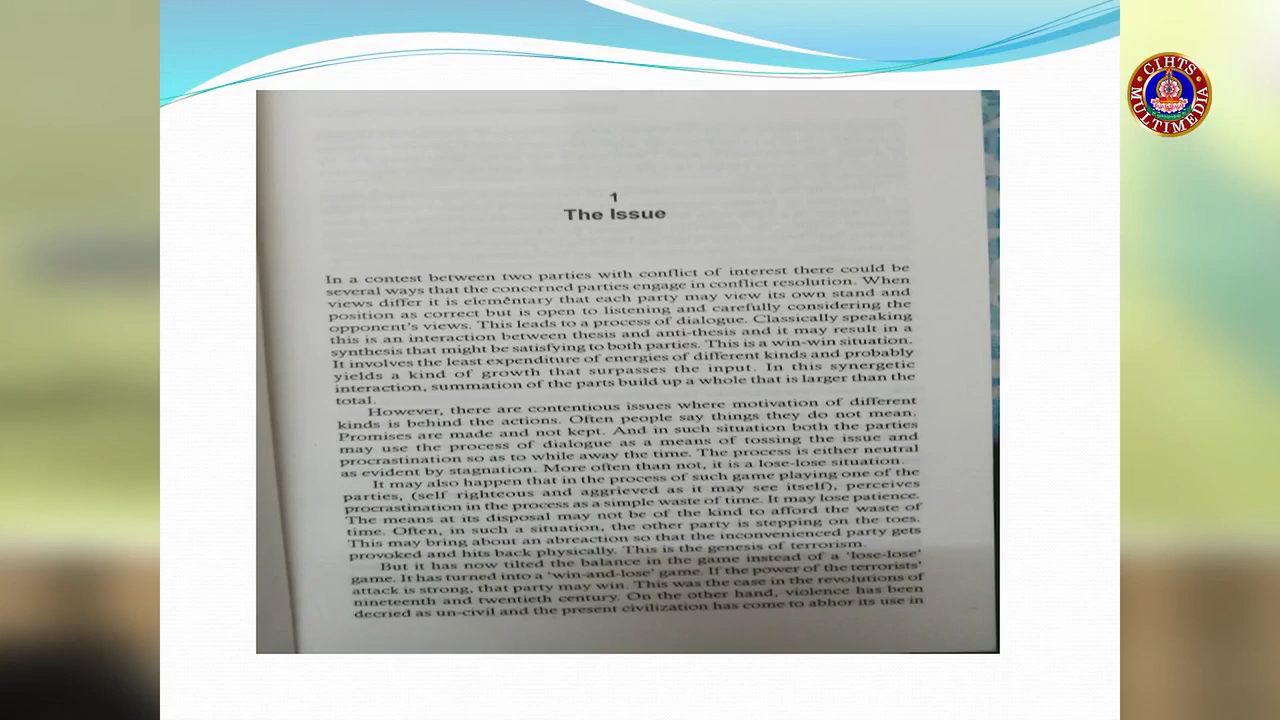 CIHTS
MULTIMEDIA
1
The Issue
In a contest between two parties with conflict of interest there could be
several ways that the concerned parties engage in conflict resolution. When
views differ it is elementary that each party may view its own stand and
position as correct but is open to listening and carefully considering the
opponent's views. This leads to a process of dialogue. Classically speaking
this is an interaction between thesis and anti-thesis and it may result in a
synthesis that might be satisfying to both parties. This is a win-win situation.
It involves the least expenditure of energies of different kinds and probably
yields a kind of growth that surpasses the input. In this synergetic
interaction, summation of the parts build up a whole that is larger than the
total.
However, there are contentious issues where motivation of different
kinds is behind the actions. Often people say things they do not mean.
Promises are made and not kept. And in such situation both the parties
may use the process of dialogue as a means of tossing the issue and
procrastination so as to while away the time. The process is either neutral
as evident by stagnation. More often than not, it is a lose-lose situation.
It may also happen that in the process of such game playing one of the
parties, (self righteous and aggrieved as it may see itself), perceives
procrastination in the process as a simple waste of time. It may lose patience.
The means at its disposal may not be of the kind to afford the waste of
time. Often, in such a situation, the other party is stepping on the toes.
This may bring about an abreaction so that the inconvenienced party gets
provoked and hits back physically. This is the genesis of terrorism.
But it has now tilted the balance in the game instead of a 'lose-lose'
game. It has turned into a 'win-and-lose' game. If the power of the terrorists'
attack is strong, that party may win. This was the case in the revolutions of
nineteenth and twentieth century. On the other hand, violence has been
decried as un-civil and the present civilization has come to abhor its use in